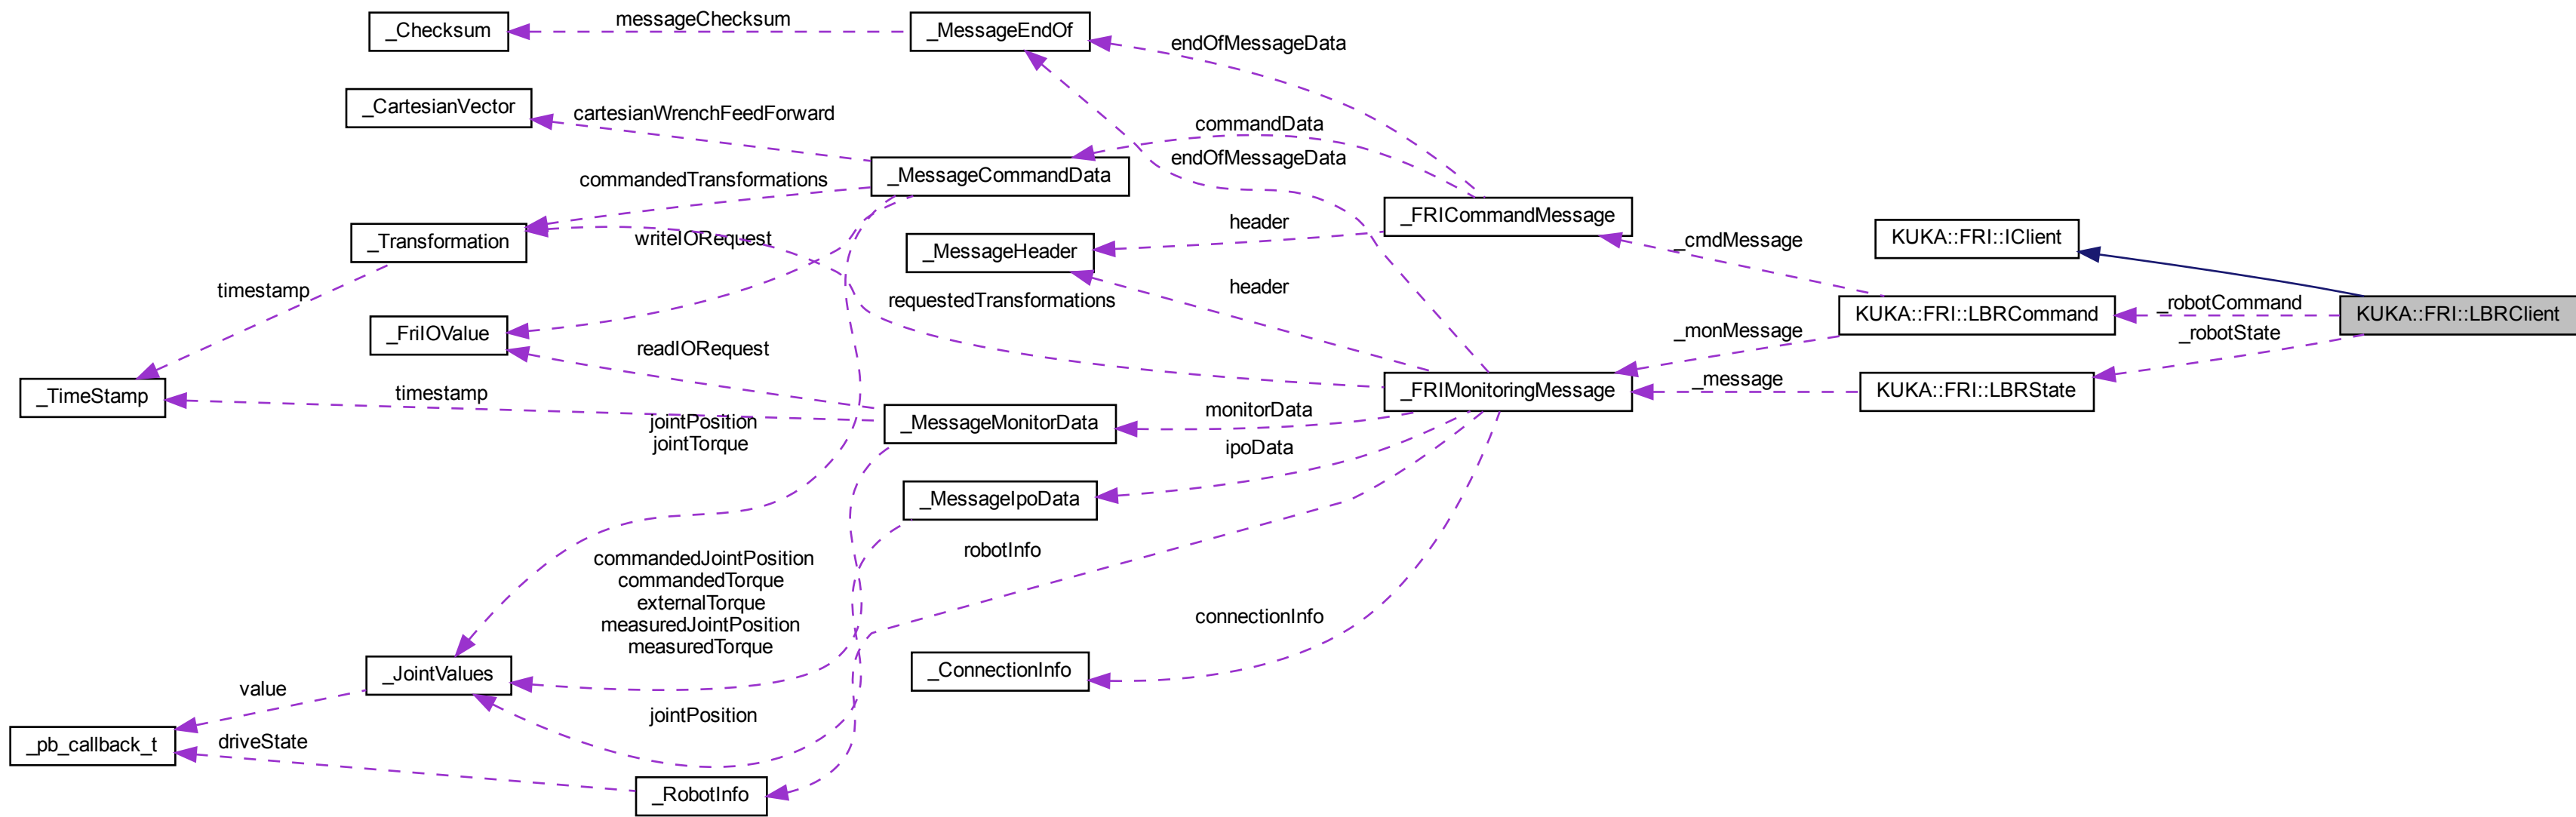 messageChecksum
_Checksum
_MessageEndOf
endOfMessageData
_CartesianVector
cartesianWrenchFeedForward
commandData
endOfMessageData
_MessageCommandData
commandedTransformations
_FRICommandMessage
header
_Transformation
writeIORequest
_MessageHeader
_cmdMessage
KUKA::FRI::IClient
timestamp
requestedTransformations
header
_robotCommand
KUKA::FRI::LBRCommand
KUKA::FRI::LBRClient
_FriIOValue
_monMessage
_robotState
readIORequest
_message
_TimeStamp
timestamp
_FRIMonitoringMessage
KUKA::FRI::LBRState
monitorData
jointPosition
jointTorque
_MessageMonitorData
ipoData
_MessageIpoData
robotInfo
commandedJointPosition
commandedTorque
externalTorque
measuredJointPosition
measuredTorque
connectionInfo
_JointValues
_ConnectionInfo
value
jointPosition
_pb_callback_t
driveState
_RobotInfo